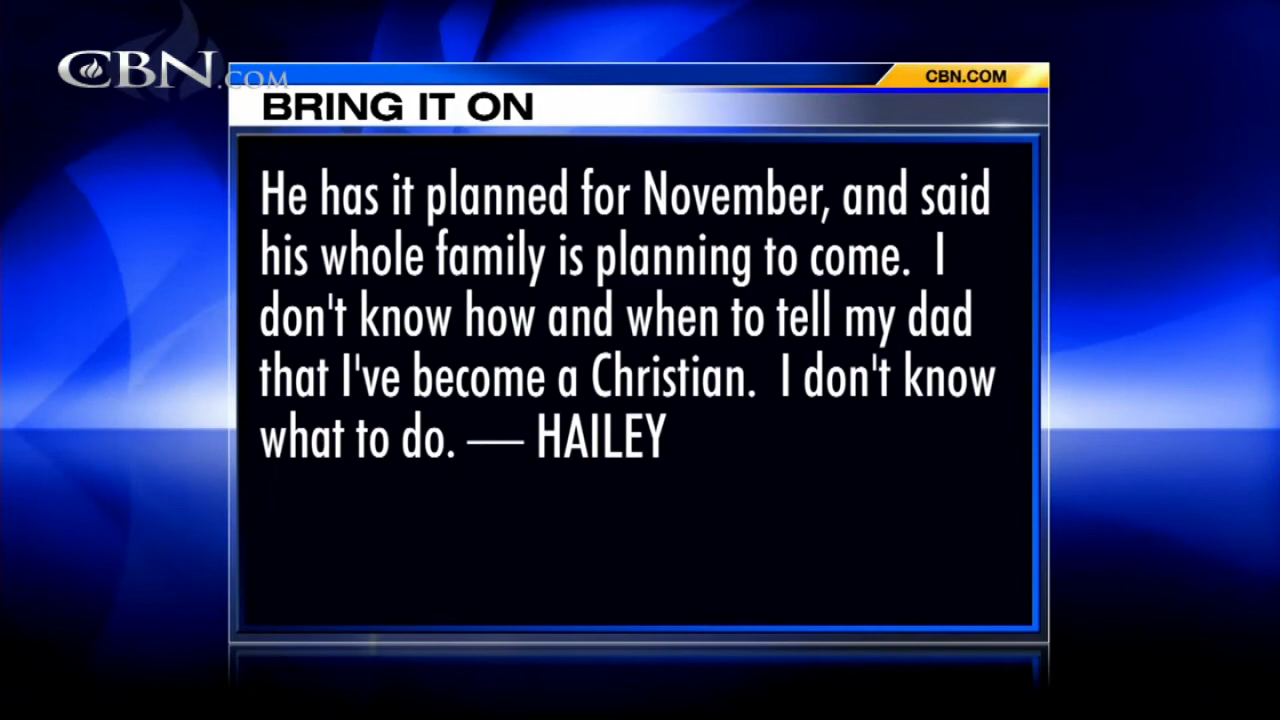 CBN.COM
CBN.COM
BRING IT ON
He has it planned for November, and said
his whole family is planning to come.  I
don't know how and when to tell my dad
that I've become a Christian.  I don't know
what to do. — HAILEY